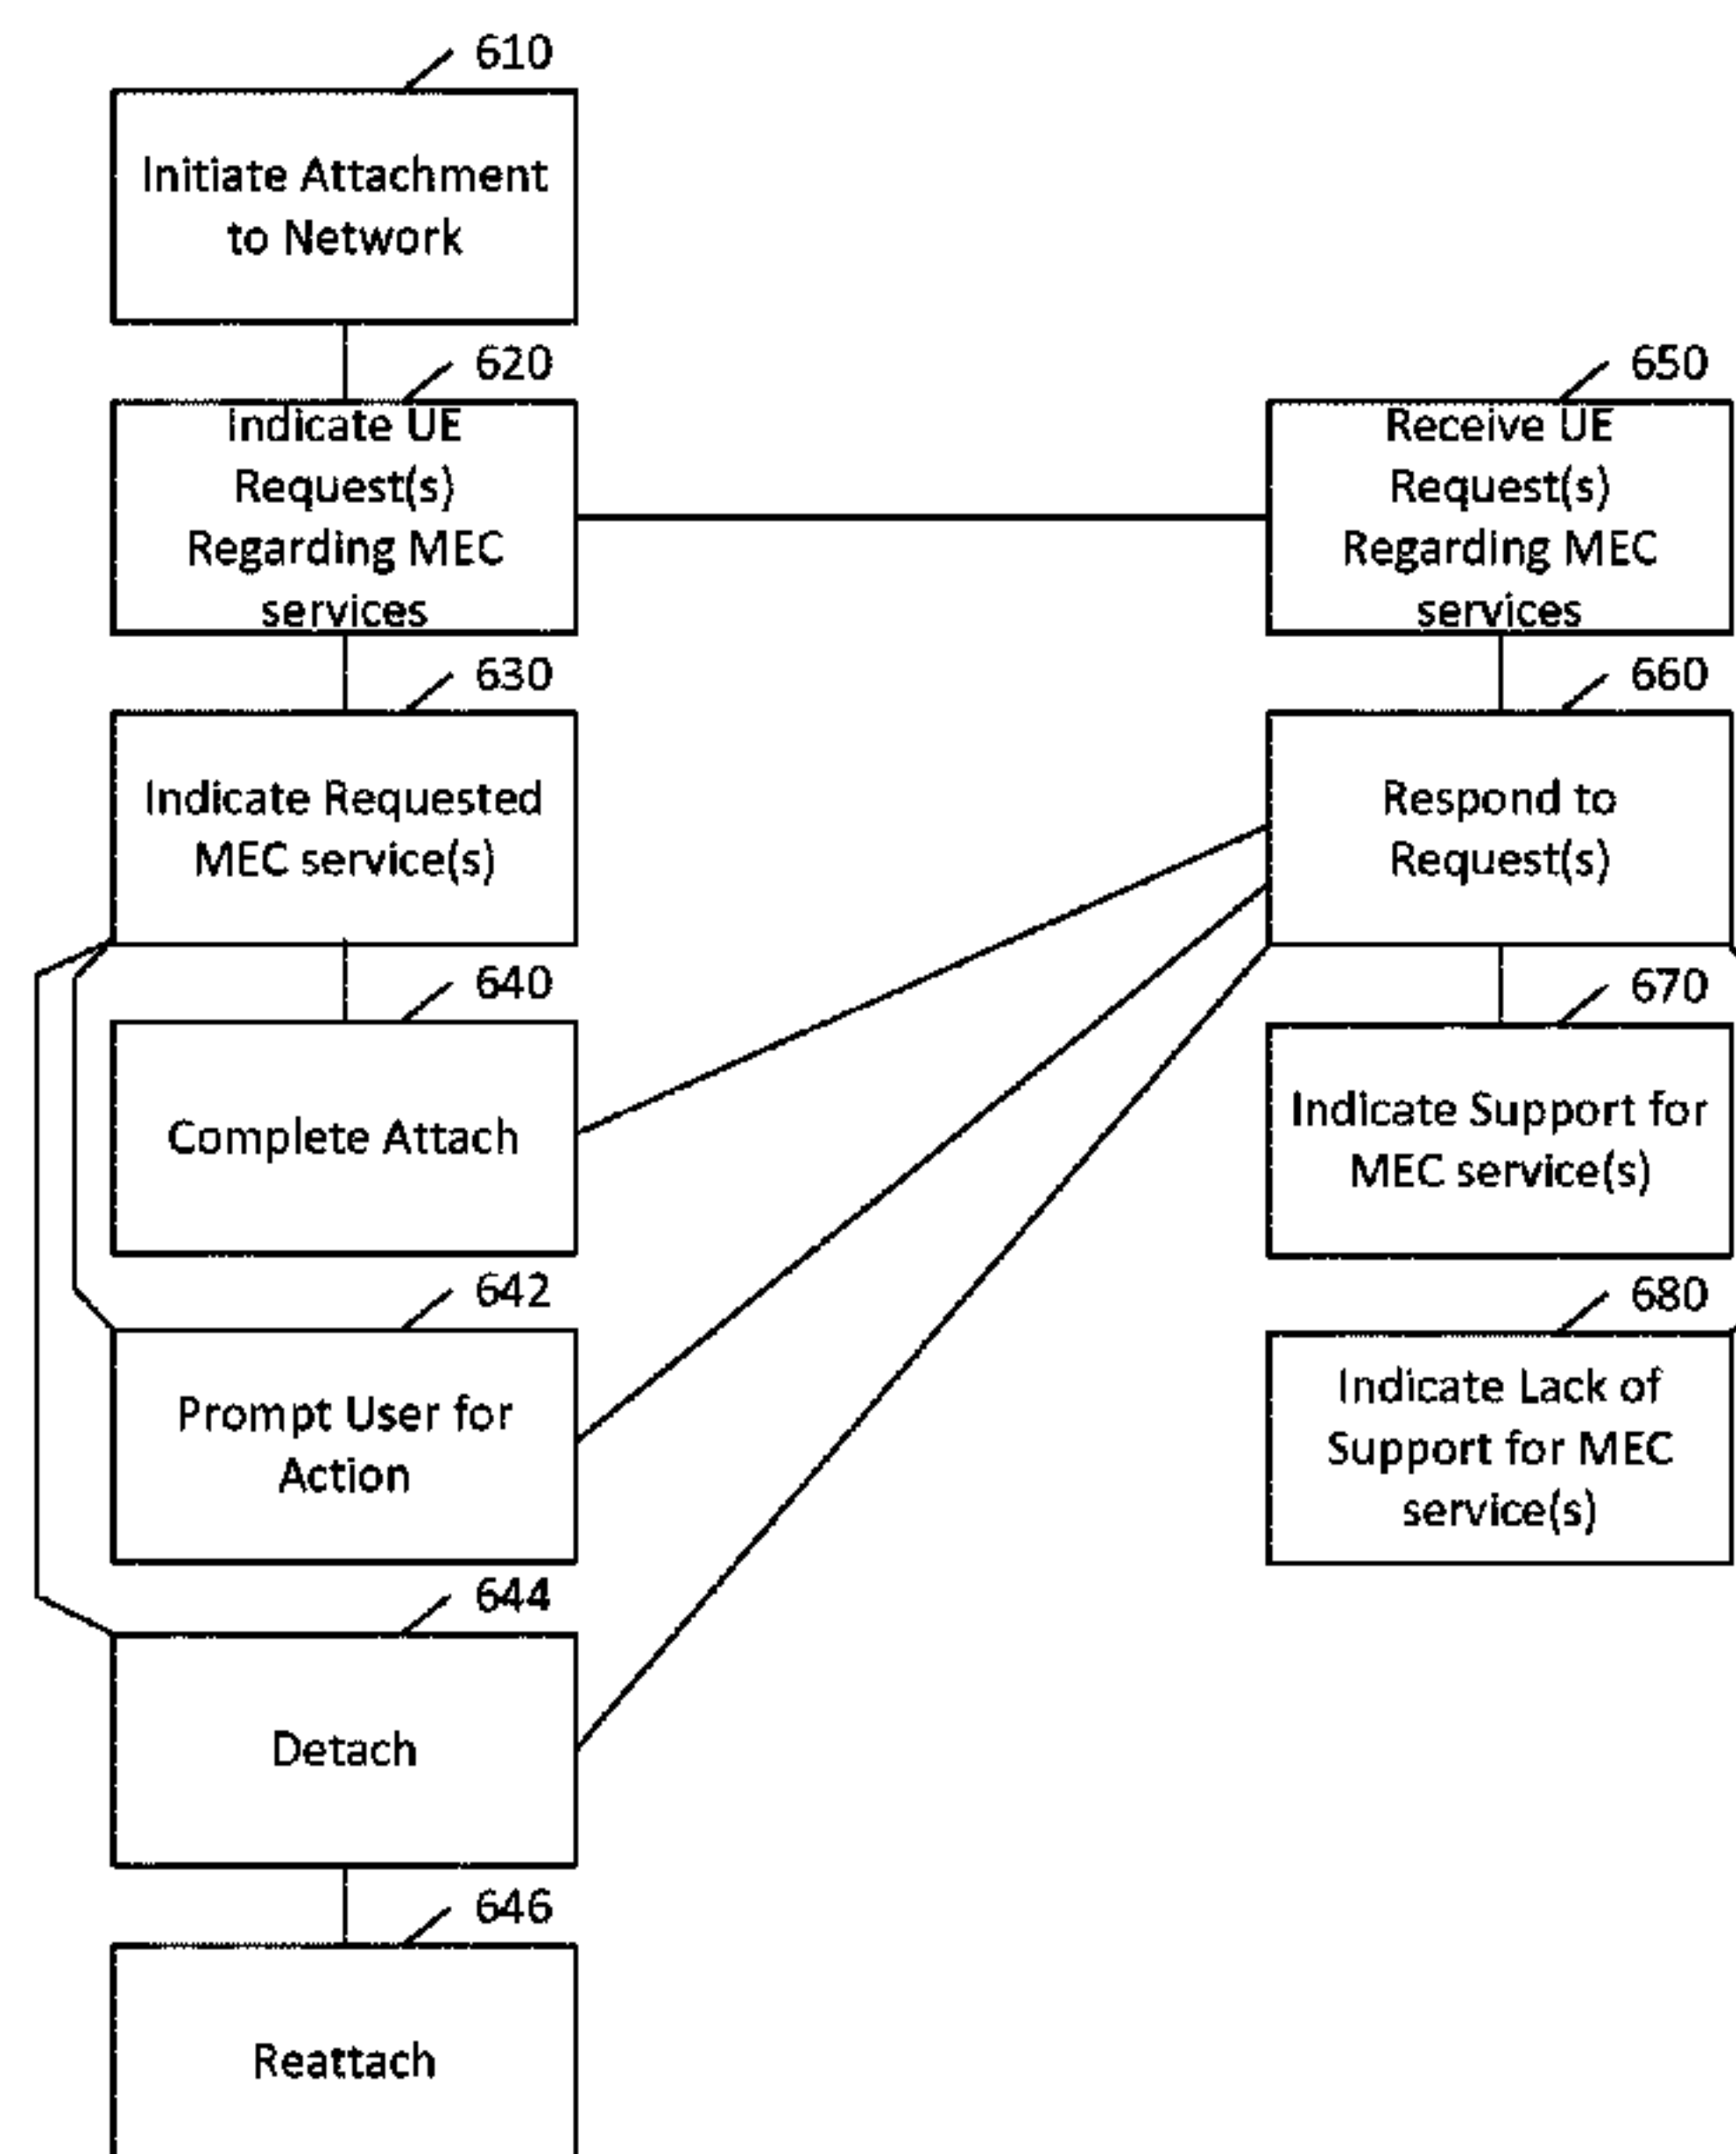 610
Initiate Attachment
to Network
620
Indicate UE
Request(s)
Regarding MEC
services
630
Indicate Requested
MEC service(s)
640
Complete Attach
642
Prompt User for
Action
644
Detach
646
Reattach
650
Receive UE
Request(s)
Regarding MEC
services
660
Respond to
Request(s)
670
Indicate Support for
MEC service(s)
680
Indicate Lack of
Support for MEC
service(s)